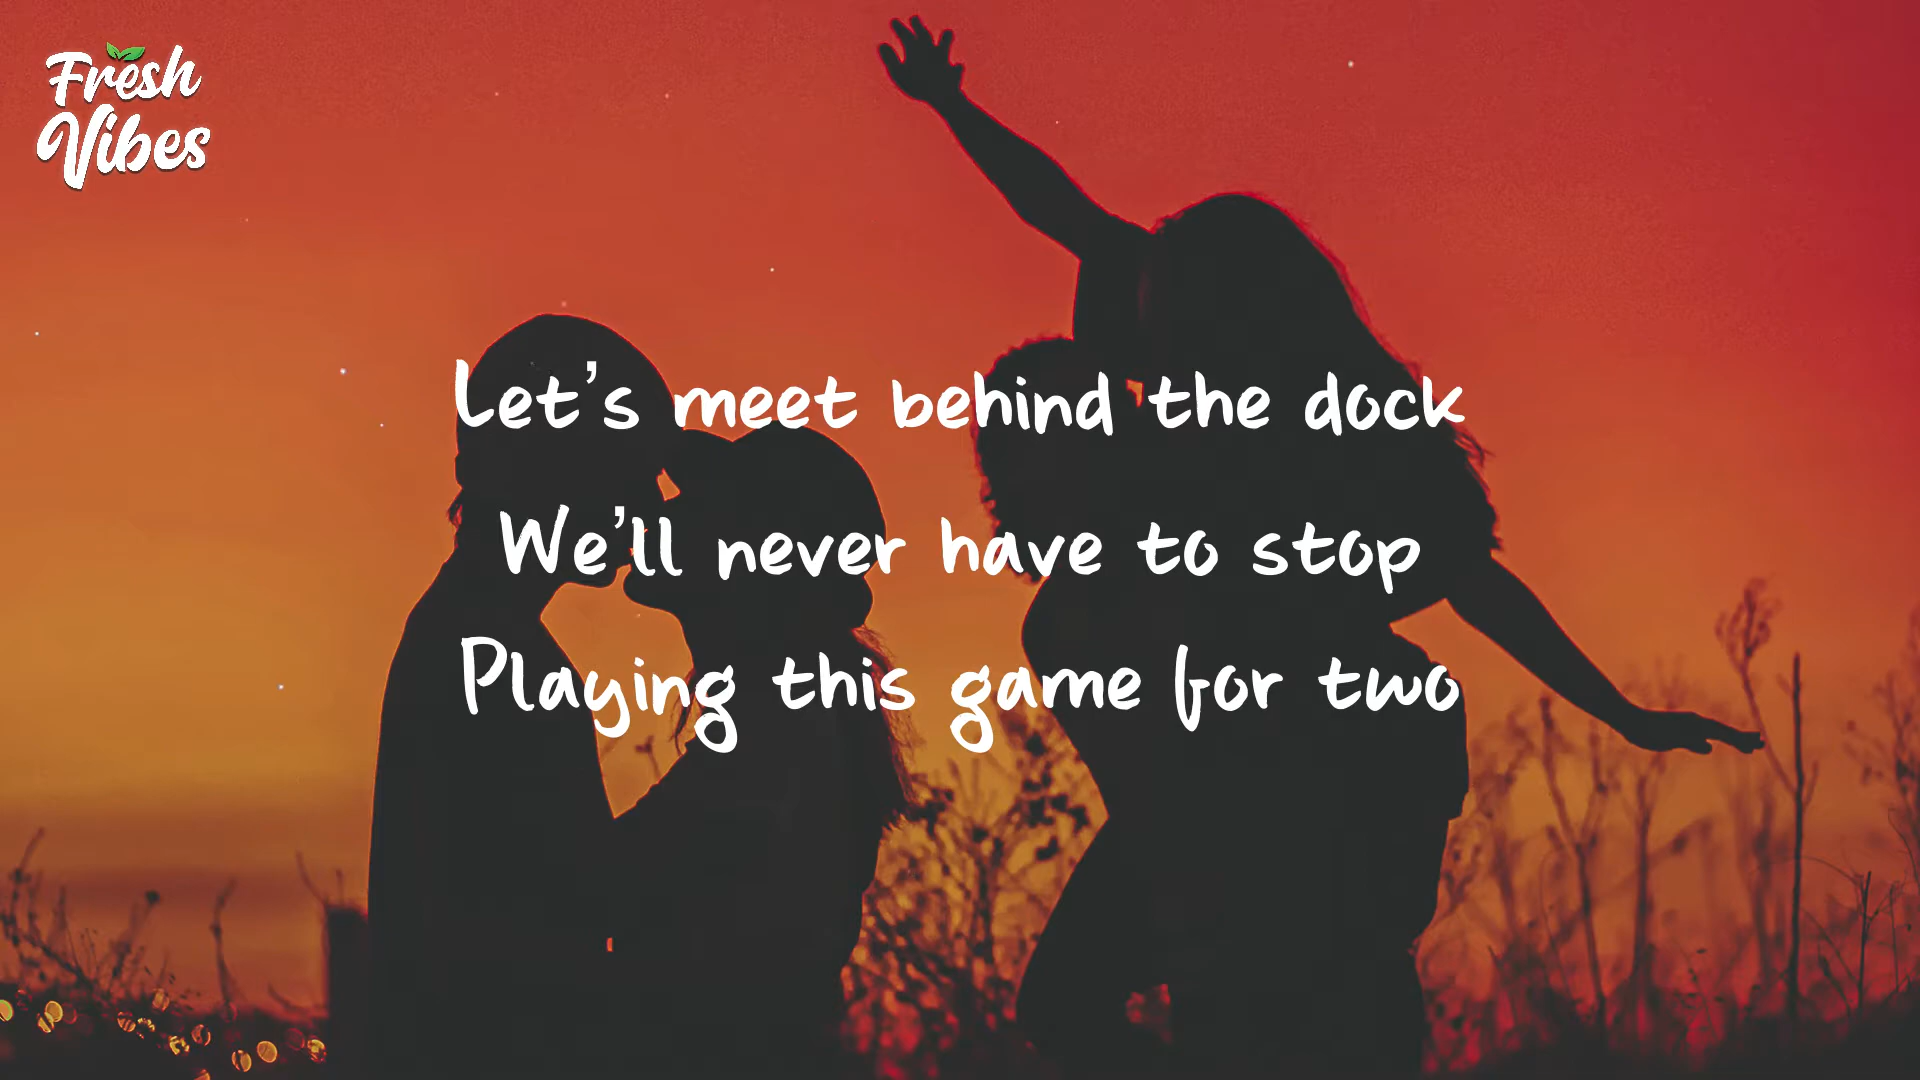 Fresh
Vibes
Let's meet behind the dock
We'll never have to stop
Playing this game for two